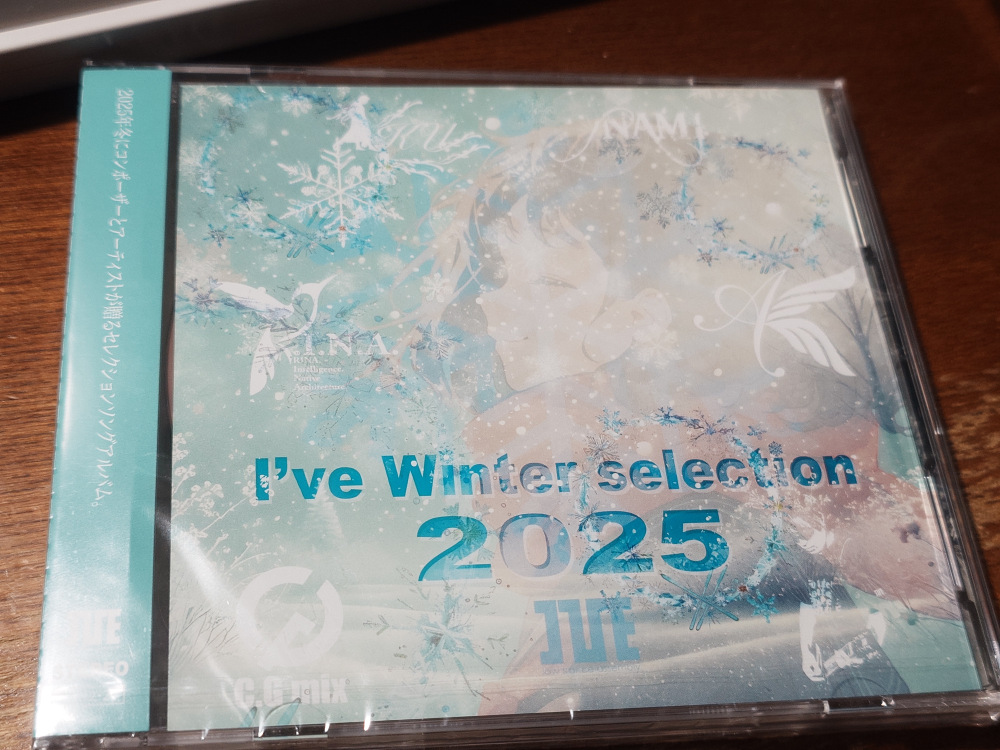 2025年冬にコンポーザーとアーティストが贈るセレクションソングアルバム。
NAMI
RINA
RINA.
Intelligence.
Native
Architecture.
A
I've Winter selection
2025
I'VE
C.G mix